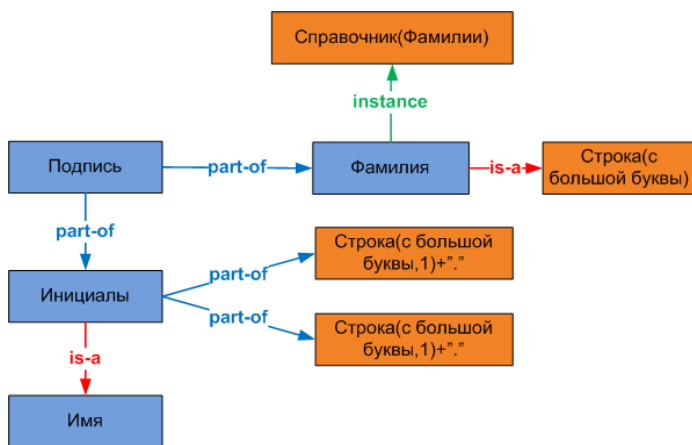 Справочник(Фамилии)
instance
Подпись
part-of
Фамилия
is-a
Строка(с
большой буквы)
part-of
Инициалы
part-of
Строка(с большой
буквы,1)+”.”
part-of
Строка(с большой
буквы,1)+”.”
is-a
Имя